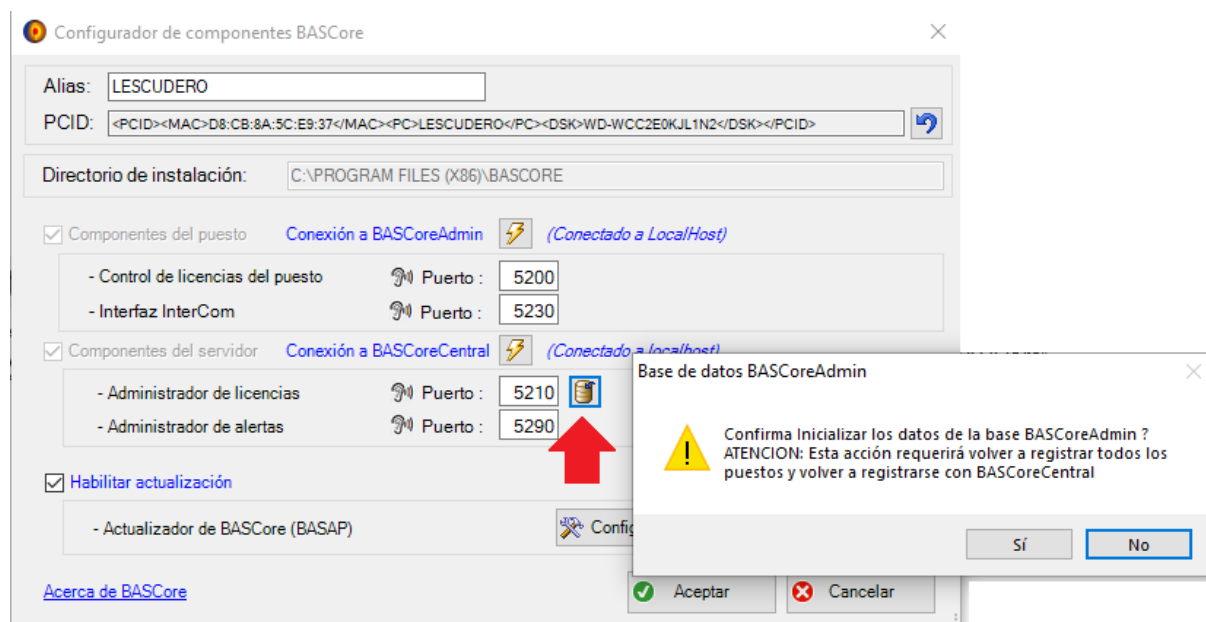 Configurador de componentes BASCore
Alias: LESCUDERO
PCID: <PCID><MAC>D8:CB:8A:5C:E9:37</MAC><PC>LESCUDERO</PC><DSK>WD-WCC2E0KJL1N2</DSK></PCID>
Directorio de instalación: C:\PROGRAM FILES (X86)\BASCORE
Componentes del puesto Conexión a BASCoreAdmin (Conectado a LocalHost)
- Control de licencias del puesto Puerto : 5200
- Interfaz InterCom Puerto : 5230
Componentes del servidor Conexión a BASCoreCentral (Conectado a localhost)
- Administrador de licencias Puerto : 5210
- Administrador de alertas Puerto : 5290
Habilitar actualización
- Actualizador de BASCore (BASAP) Config
Acerca de BASCore Aceptar Cancelar
Base de datos BASCoreAdmin
Confirma Inicializar los datos de la base BASCoreAdmin ?
ATENCION: Esta acción requerirá volver a registrar todos los
puestos y volver a registrarse con BASCoreCentral
Sí No